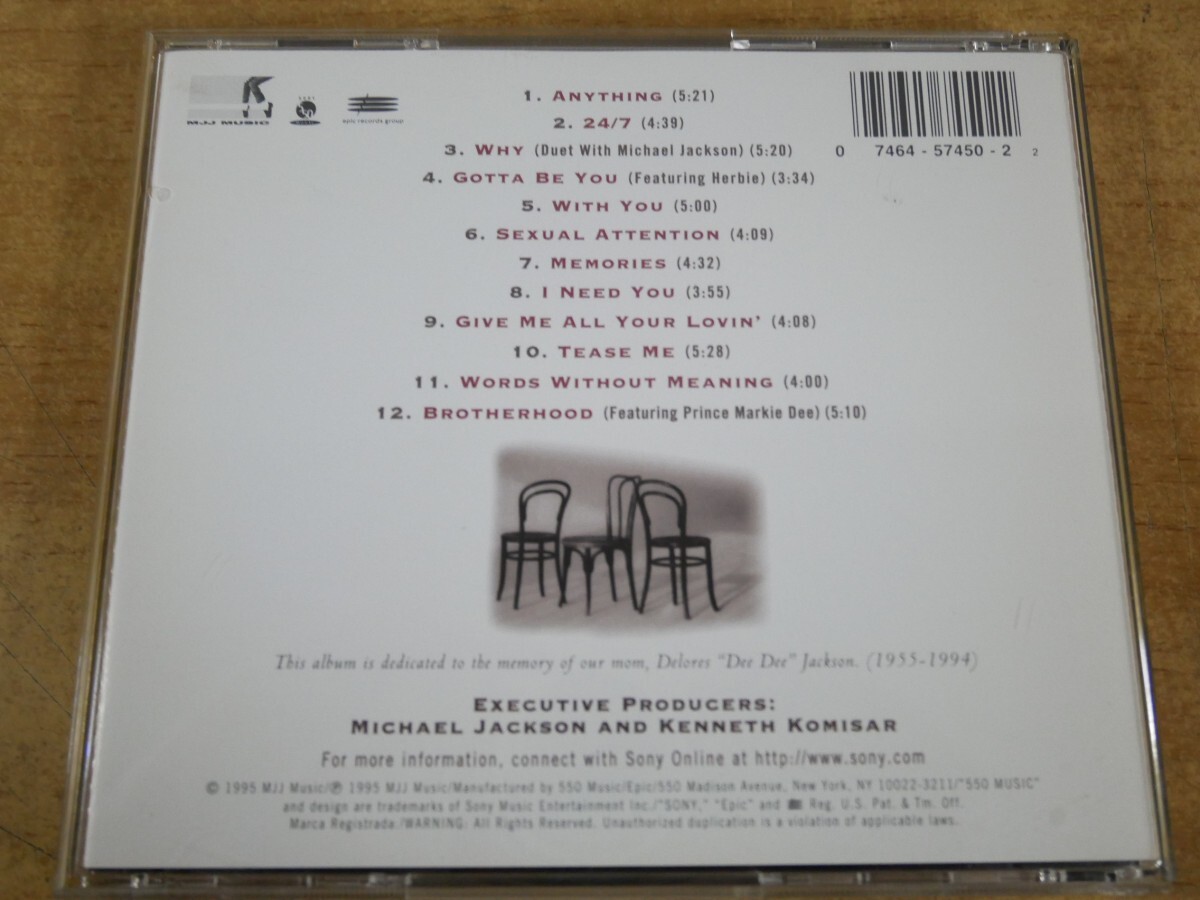 MJJ MUSIC
epic records group
1. ANYTHING (5:21)
2. 24/7 (4:39)
3. WHY (Duet With Michael Jackson) (5:20)
4. GOTTA BE YOU (Featuring Herbie) (3:34)
5. WITH YOU (5:00)
6. SEXUAL ATTENTION (4:09)
7. MEMORIES (4:32)
8. I NEED YOU (3:55)
9. GIVE ME ALL YOUR LOVIN' (4:08)
10. TEASE ME (5:28)
11. WORDS WITHOUT MEANING (4:00)
12. BROTHERHOOD (Featuring Prince Markie Dee) (5:10)
0 7464-57450-2 2
This album is dedicated to the memory of our mom, Delores "Dee Dee" Jackson. (1955-1994)
EXECUTIVE PRODUCERS:
MICHAEL JACKSON AND KENNETH KOMISAR
For more information, connect with Sony Online at http://www.sony.com
© 1995 MJJ Music/℗ 1995 MJJ Music/Manufactured by 550 Music/Epic/550 Madison Avenue, New York, NY 10022-3211/"550 MUSIC"
and design are trademarks of Sony Music Entertainment Inc./"SONY," "Epic" and Reg. U.S. Pat. & Tm. Off.
Marca Registrada./WARNING: All Rights Reserved. Unauthorized duplication is a violation of applicable laws.